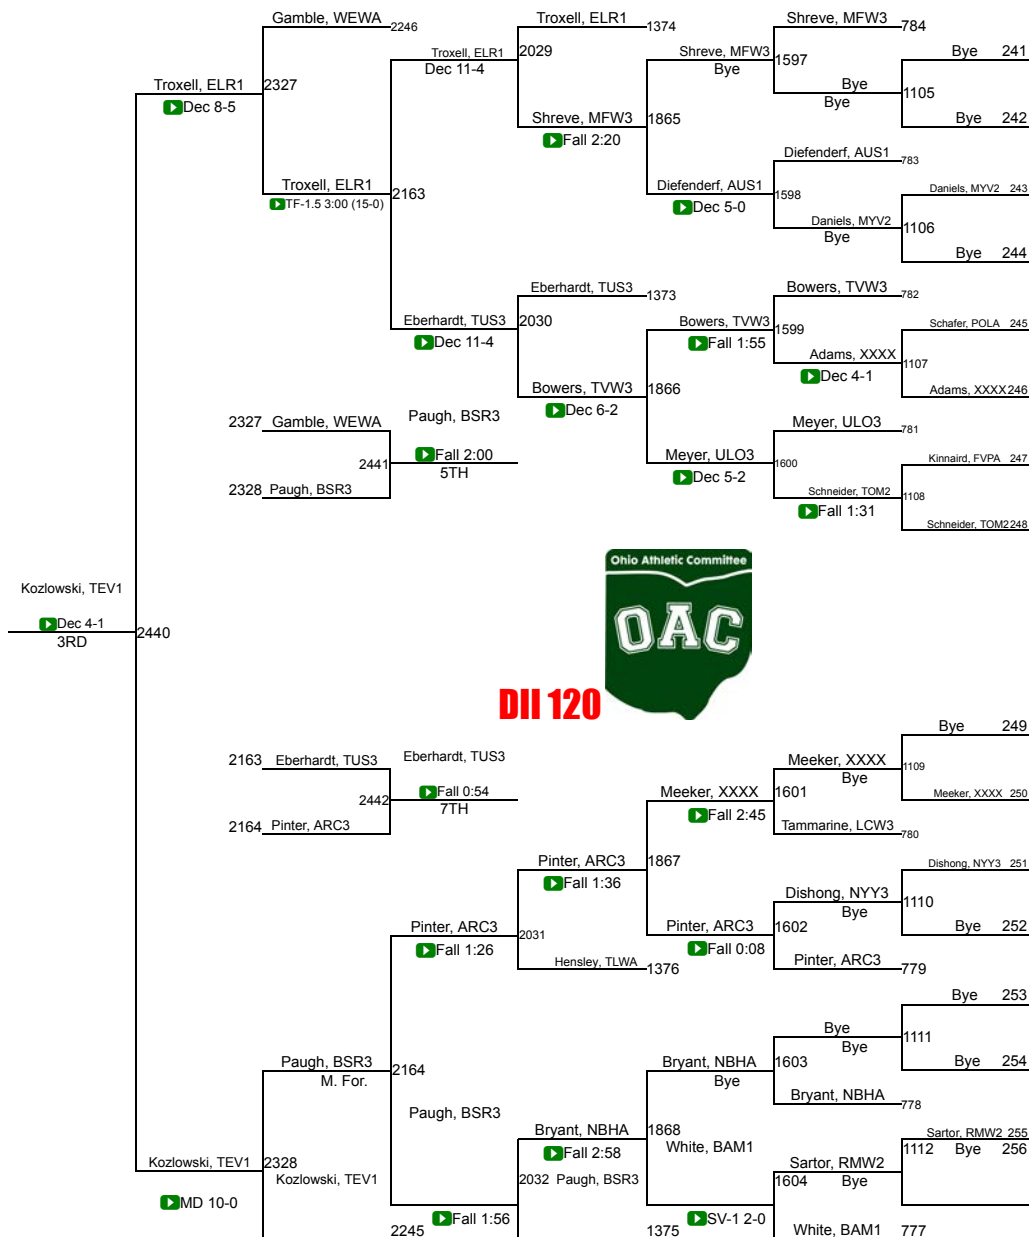 Gamble, WEWA
2246
Troxell, ELR1
1374
Shreve, MFW3
784
Troxell, ELR1
2029
Shreve, MFW3
1597
Bye 241
Dec 11-4
Bye
Troxell, ELR1
2327
Bye
1105
Dec 8-5
Bye
Shreve, MFW3
1865
Bye 242
Fall 2:20
Diefenderf, AUS1
783
Troxell, ELR1
2163
Diefenderf, AUS1
1598
Daniels, MYV2 243
TF-1.5 3:00 (15-0)
Dec 5-0
Daniels, MYV2
1106
Bye
Bye 244
Eberhardt, TUS3
1373
Bowers, TVW3
782
Eberhardt, TUS3
2030
Bowers, TVW3
1599
Schafer, POLA 245
Dec 11-4
Fall 1:55
Adams, XXXX
1107
Dec 4-1
Bowers, TVW3
1866
Adams, XXXX 246
Dec 6-2
2327 Gamble, WEWA
Paugh, BSR3
Meyer, ULO3
781
Fall 2:00
2441
5TH
Meyer, ULO3
1600
Kinnaird, FVPA 247
Dec 5-2
2328 Paugh, BSR3
Schneider, TOM2
1108
Fall 1:31
Schneider, TOM2 248
Ohio Athletic Committee
OAC
Kozlowski, TEV1
Dec 4-1
2440
3RD
DII 120
Bye 249
2163 Eberhardt, TUS3
Eberhardt, TUS3
Meeker, XXXX
1109
Bye
Fall 0:54
2442
7TH
Meeker, XXXX
1601
Meeker, XXXX 250
Fall 2:45
2164 Pinter, ARC3
Tammarine, LCW3
780
Pinter, ARC3
1867
Dishong, NYY3 251
Fall 1:36
Dishong, NYY3
1110
Bye
Pinter, ARC3
2031
Pinter, ARC3
1602
Bye 252
Fall 1:26
Fall 0:08
Hensley, TLWA
1376
Pinter, ARC3
779
Bye 253
Bye
1111
Bye
Paugh, BSR3
2164
Bryant, NBHA
1603
Bye 254
M. For.
Bye
Bryant, NBHA
778
Paugh, BSR3
Bryant, NBHA
1868
Sartor, RMW2 255
Fall 2:58
White, BAM1
1112 Bye 256
Kozlowski, TEV1
2328
Sartor, RMW2
Kozlowski, TEV1
2032 Paugh, BSR3
1604 Bye
MD 10-0
Fall 1:56
SV-1 2-0
2245
1375
White, BAM1 777